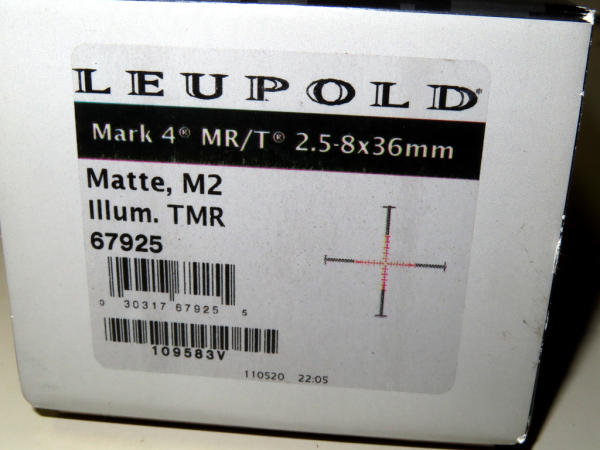 LEUPOLD®
Mark 4® MR/T® 2.5-8x36mm
Matte, M2
Illum. TMR
67925
0 30317 67925 5
109583V
110520 22:05